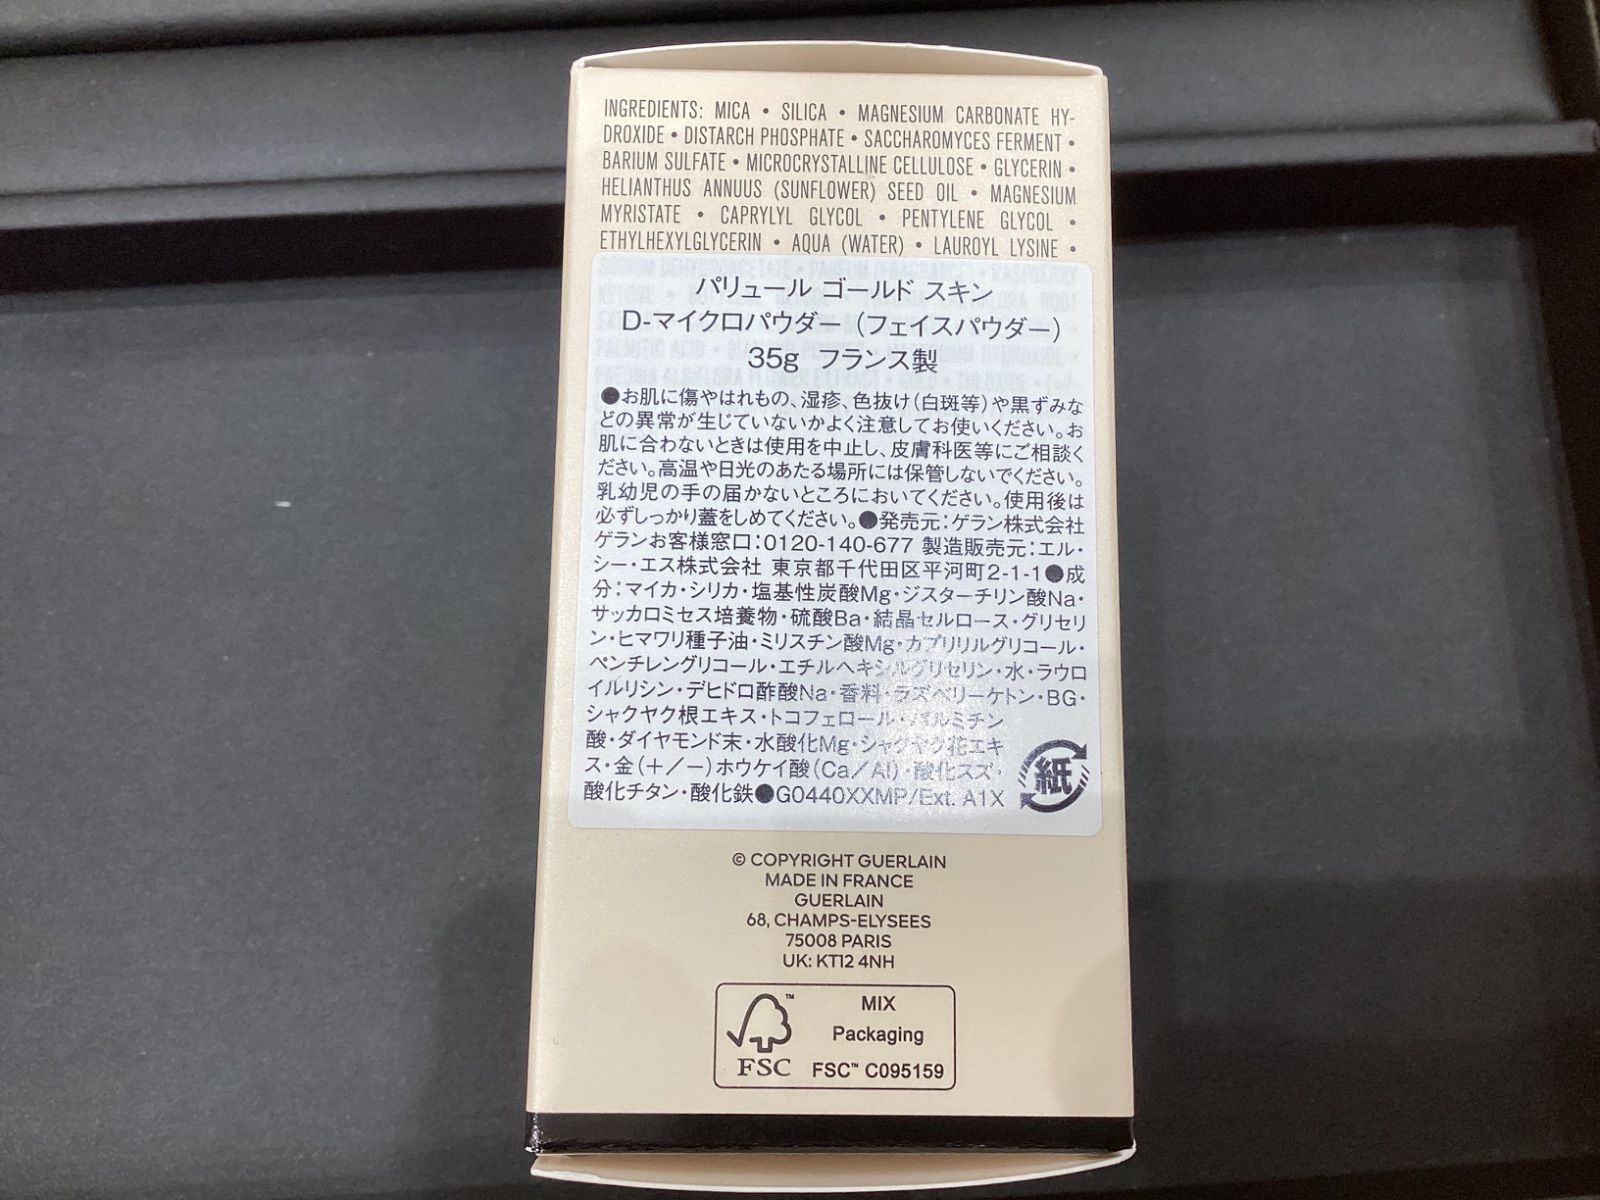 INGREDIENTS: MICA • SILICA • MAGNESIUM CARBONATE HY-
DROXIDE • DISTARCH PHOSPHATE • SACCHAROMYCES FERMENT •
BARIUM SULFATE • MICROCRYSTALLINE CELLULOSE • GLYCERIN •
HELIANTHUS ANNUUS (SUNFLOWER) SEED OIL • MAGNESIUM
MYRISTATE • CAPRYLYL GLYCOL • PENTYLENE GLYCOL •
ETHYLHEXYLGLYCERIN • AQUA (WATER) • LAUROYL LYSINE •
パリュール ゴールド スキン
D-マイクロパウダー（フェイスパウダー）
35g フランス製
●お肌に傷やはれもの、湿疹、色抜け（白斑等）や黒ずみな
どの異常が生じていないかよく注意してお使いください。お
肌に合わないときは使用を中止し、皮膚科医等にご相談く
ださい。高温や日光のあたる場所には保管しないでください。
乳幼児の手の届かないところにおいてください。使用後は
必ずしっかり蓋をしめてください。●発売元：ゲラン株式会社
ゲランお客様窓口：0120-140-677 製造販売元：エル・
シー・エス株式会社 東京都千代田区平河町2-1-1●成
分：マイカ・シリカ・塩基性炭酸Mg・ジスターチリン酸Na・
サッカロミセス培養物・硫酸Ba・結晶セルロース・グリセリ
ン・ヒマワリ種子油・ミリスチン酸Mg・カプリリルグリコール・
ペンチレングリコール・エチルヘキシルグリセリン・水・ラウロ
イルリシン・デヒドロ酢酸Na・香料・ラズベリーケトン・BG・
シャクヤク根エキス・トコフェロール・パルミチン
酸・ダイヤモンド末・水酸化Mg・シャクヤク花エキ
ス・金（＋／－）ホウケイ酸（Ca／Al）・酸化スズ・
酸化チタン・酸化鉄●G0440XXMP/Ext. A1X
紙
© COPYRIGHT GUERLAIN
MADE IN FRANCE
GUERLAIN
68, CHAMPS-ELYSEES
75008 PARIS
UK: KT12 4NH
MIX
Packaging
FSC FSC™ C095159